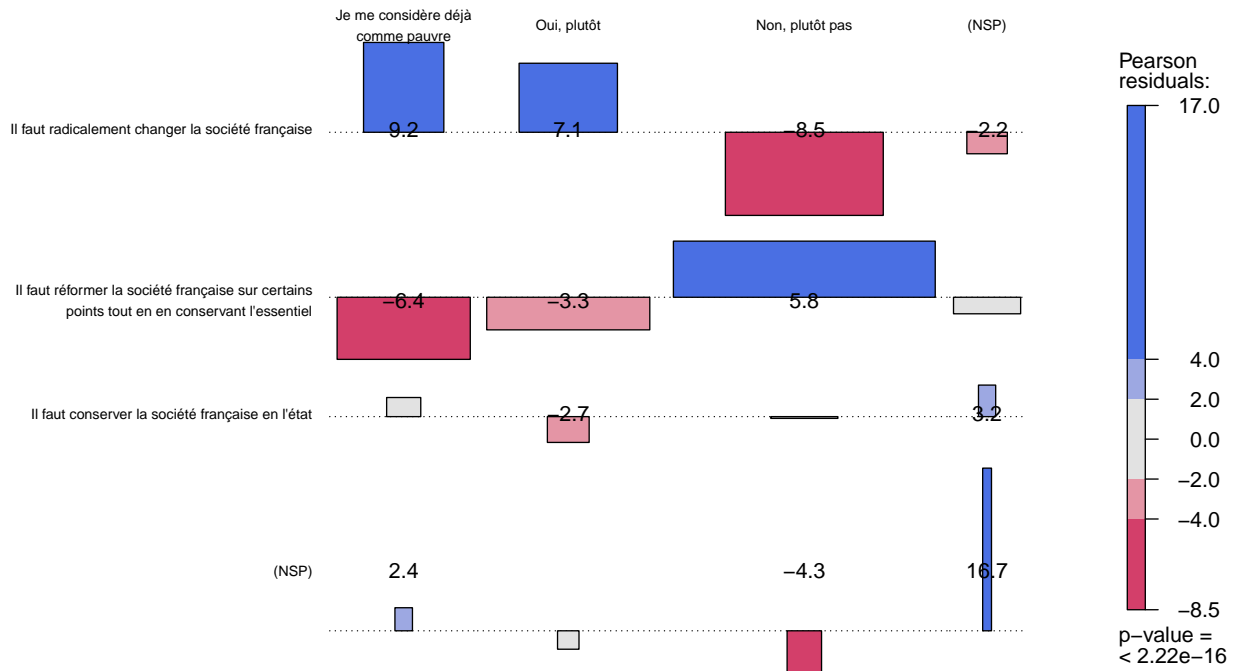 Je me considère déjà
comme pauvre
Oui, plutôt
Non, plutôt pas
(NSP)
Il faut radicalement changer la société française
9.2
7.1
−8.5
−2.2
Il faut réformer la société française sur certains
points tout en en conservant l'essentiel
−6.4
−3.3
5.8
Il faut conserver la société française en l'état
−2.7
3.2
(NSP)
2.4
−4.3
16.7
Pearson
residuals:
17.0
4.0
2.0
0.0
−2.0
−4.0
−8.5
p−value =
< 2.22e−16